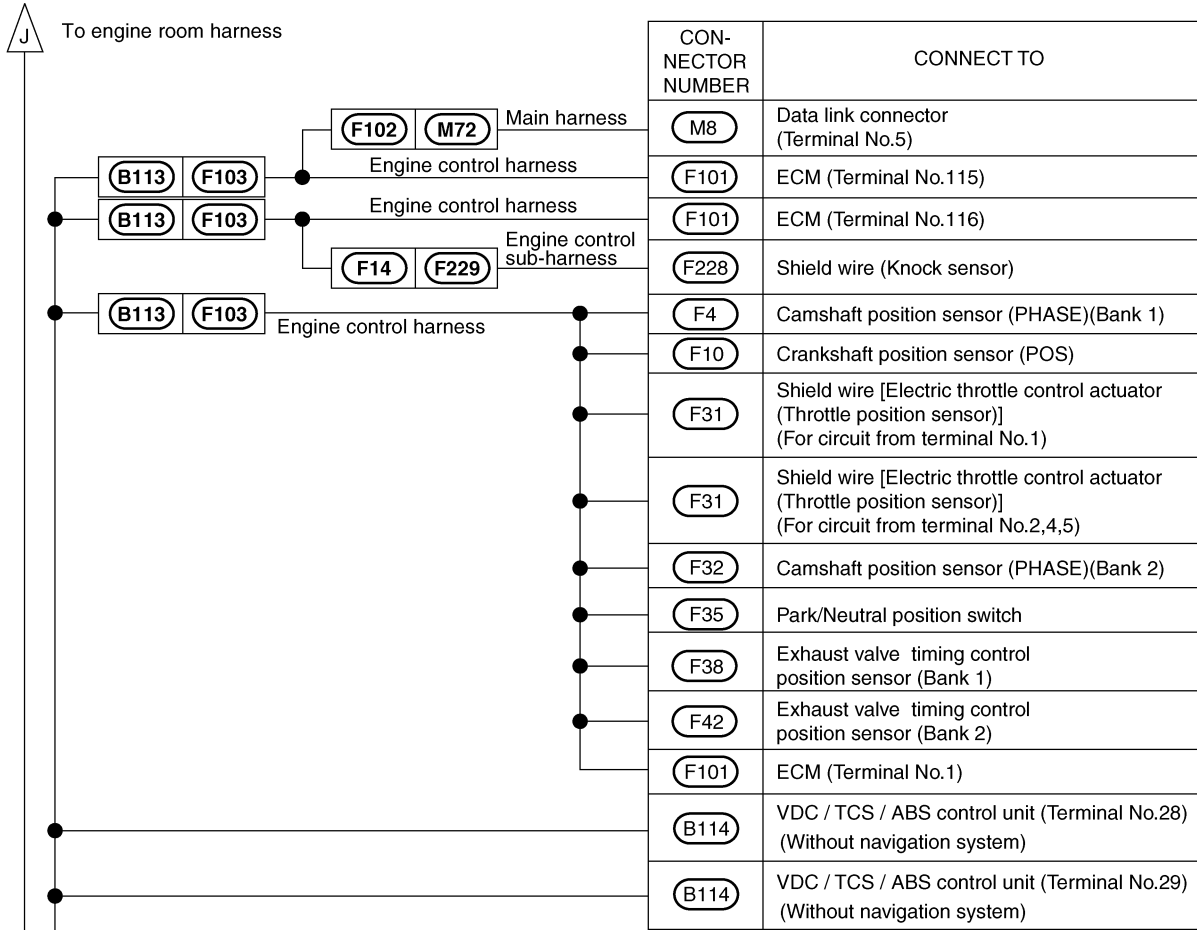 J
To engine room harness
CON-
NECTOR
NUMBER
CONNECT TO
F102 M72 Main harness
M8
Data link connector
(Terminal No.5)
B113 F103 Engine control harness
F101
ECM (Terminal No.115)
B113 F103 Engine control harness
F101
ECM (Terminal No.116)
F14 F229
Engine control
sub-harness
F228
Shield wire (Knock sensor)
B113 F103
Engine control harness
F4
Camshaft position sensor (PHASE)(Bank 1)
F10
Crankshaft position sensor (POS)
F31
Shield wire [Electric throttle control actuator
(Throttle position sensor)]
(For circuit from terminal No.1)
F31
Shield wire [Electric throttle control actuator
(Throttle position sensor)]
(For circuit from terminal No.2,4,5)
F32
Camshaft position sensor (PHASE)(Bank 2)
F35
Park/Neutral position switch
F38
Exhaust valve timing control
position sensor (Bank 1)
F42
Exhaust valve timing control
position sensor (Bank 2)
F101
ECM (Terminal No.1)
B114
VDC / TCS / ABS control unit (Terminal No.28)
(Without navigation system)
B114
VDC / TCS / ABS control unit (Terminal No.29)
(Without navigation system)